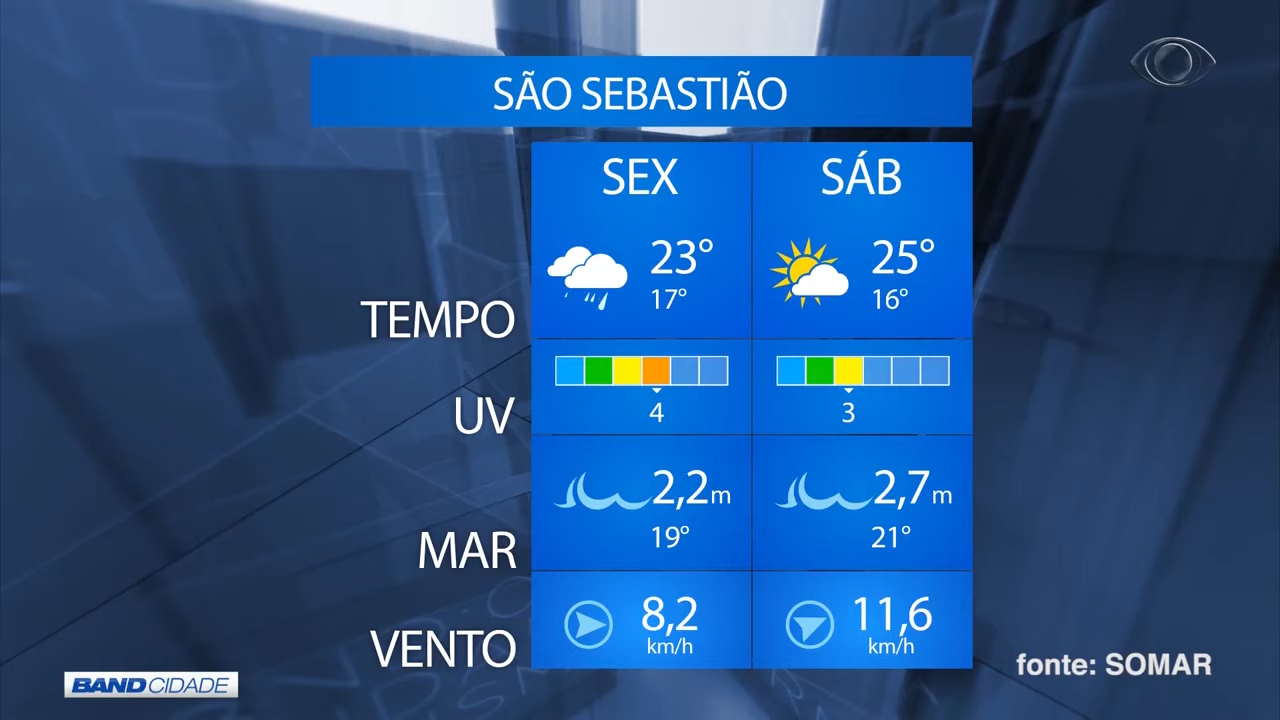 SÃO SEBASTIÃO
SEX SÁB
TEMPO
23° 25°
17° 16°
UV
4 3
MAR
2,2m 2,7m
19° 21°
VENTO
8,2 11,6
km/h km/h
fonte: SOMAR
BAND CIDADE